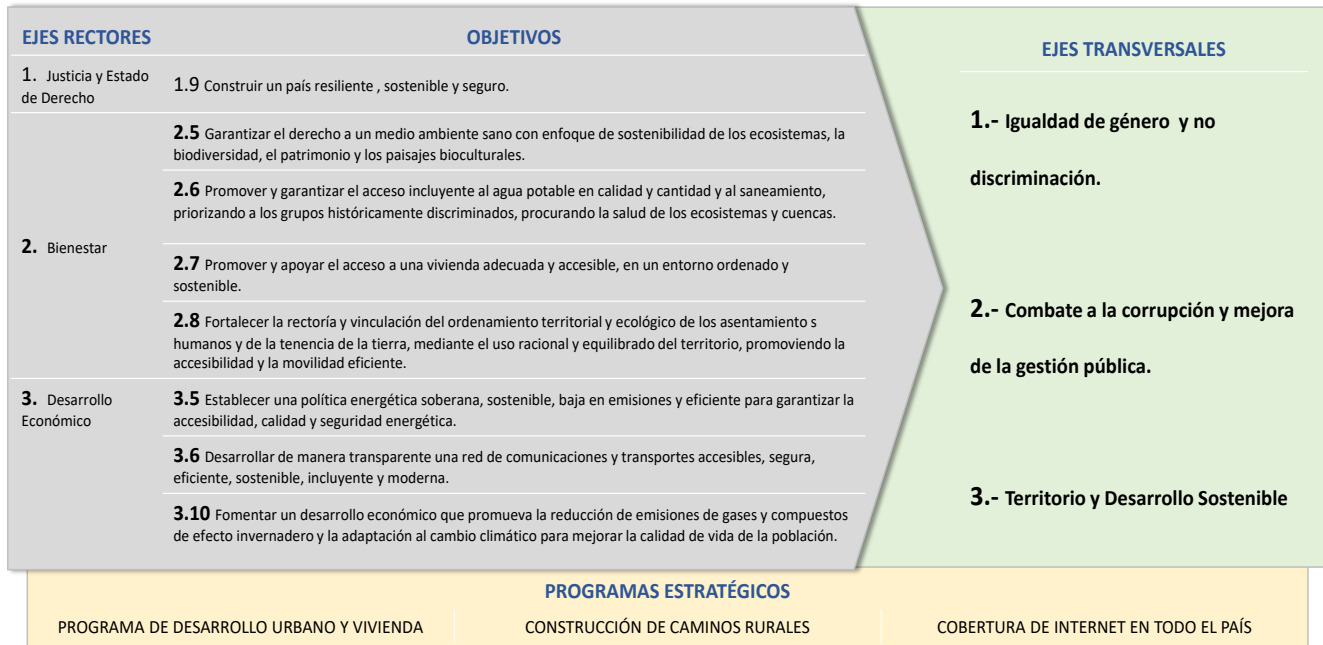 EJES RECTORES
OBJETIVOS
1. Justicia y Estado
de Derecho
1.9 Construir un país resiliente , sostenible y seguro.
2. Bienestar
2.5 Garantizar el derecho a un medio ambiente sano con enfoque de sostenibilidad de los ecosistemas, la
biodiversidad, el patrimonio y los paisajes bioculturales.
2.6 Promover y garantizar el acceso incluyente al agua potable en calidad y cantidad y al saneamiento,
priorizando a los grupos históricamente discriminados, procurando la salud de los ecosistemas y cuencas.
2.7 Promover y apoyar el acceso a una vivienda adecuada y accesible, en un entorno ordenado y
sostenible.
2.8 Fortalecer la rectoría y vinculación del ordenamiento territorial y ecológico de los asentamiento s
humanos y de la tenencia de la tierra, mediante el uso racional y equilibrado del territorio, promoviendo la
accesibilidad y la movilidad eficiente.
3. Desarrollo
Económico
3.5 Establecer una política energética soberana, sostenible, baja en emisiones y eficiente para garantizar la
accesibilidad, calidad y seguridad energética.
3.6 Desarrollar de manera transparente una red de comunicaciones y transportes accesibles, segura,
eficiente, sostenible, incluyente y moderna.
3.10 Fomentar un desarrollo económico que promueva la reducción de emisiones de gases y compuestos
de efecto invernadero y la adaptación al cambio climático para mejorar la calidad de vida de la población.
EJES TRANSVERSALES
1.- Igualdad de género y no
discriminación.
2.- Combate a la corrupción y mejora
de la gestión pública.
3.- Territorio y Desarrollo Sostenible
PROGRAMAS ESTRATÉGICOS
PROGRAMA DE DESARROLLO URBANO Y VIVIENDA
CONSTRUCCIÓN DE CAMINOS RURALES
COBERTURA DE INTERNET EN TODO EL PAÍS